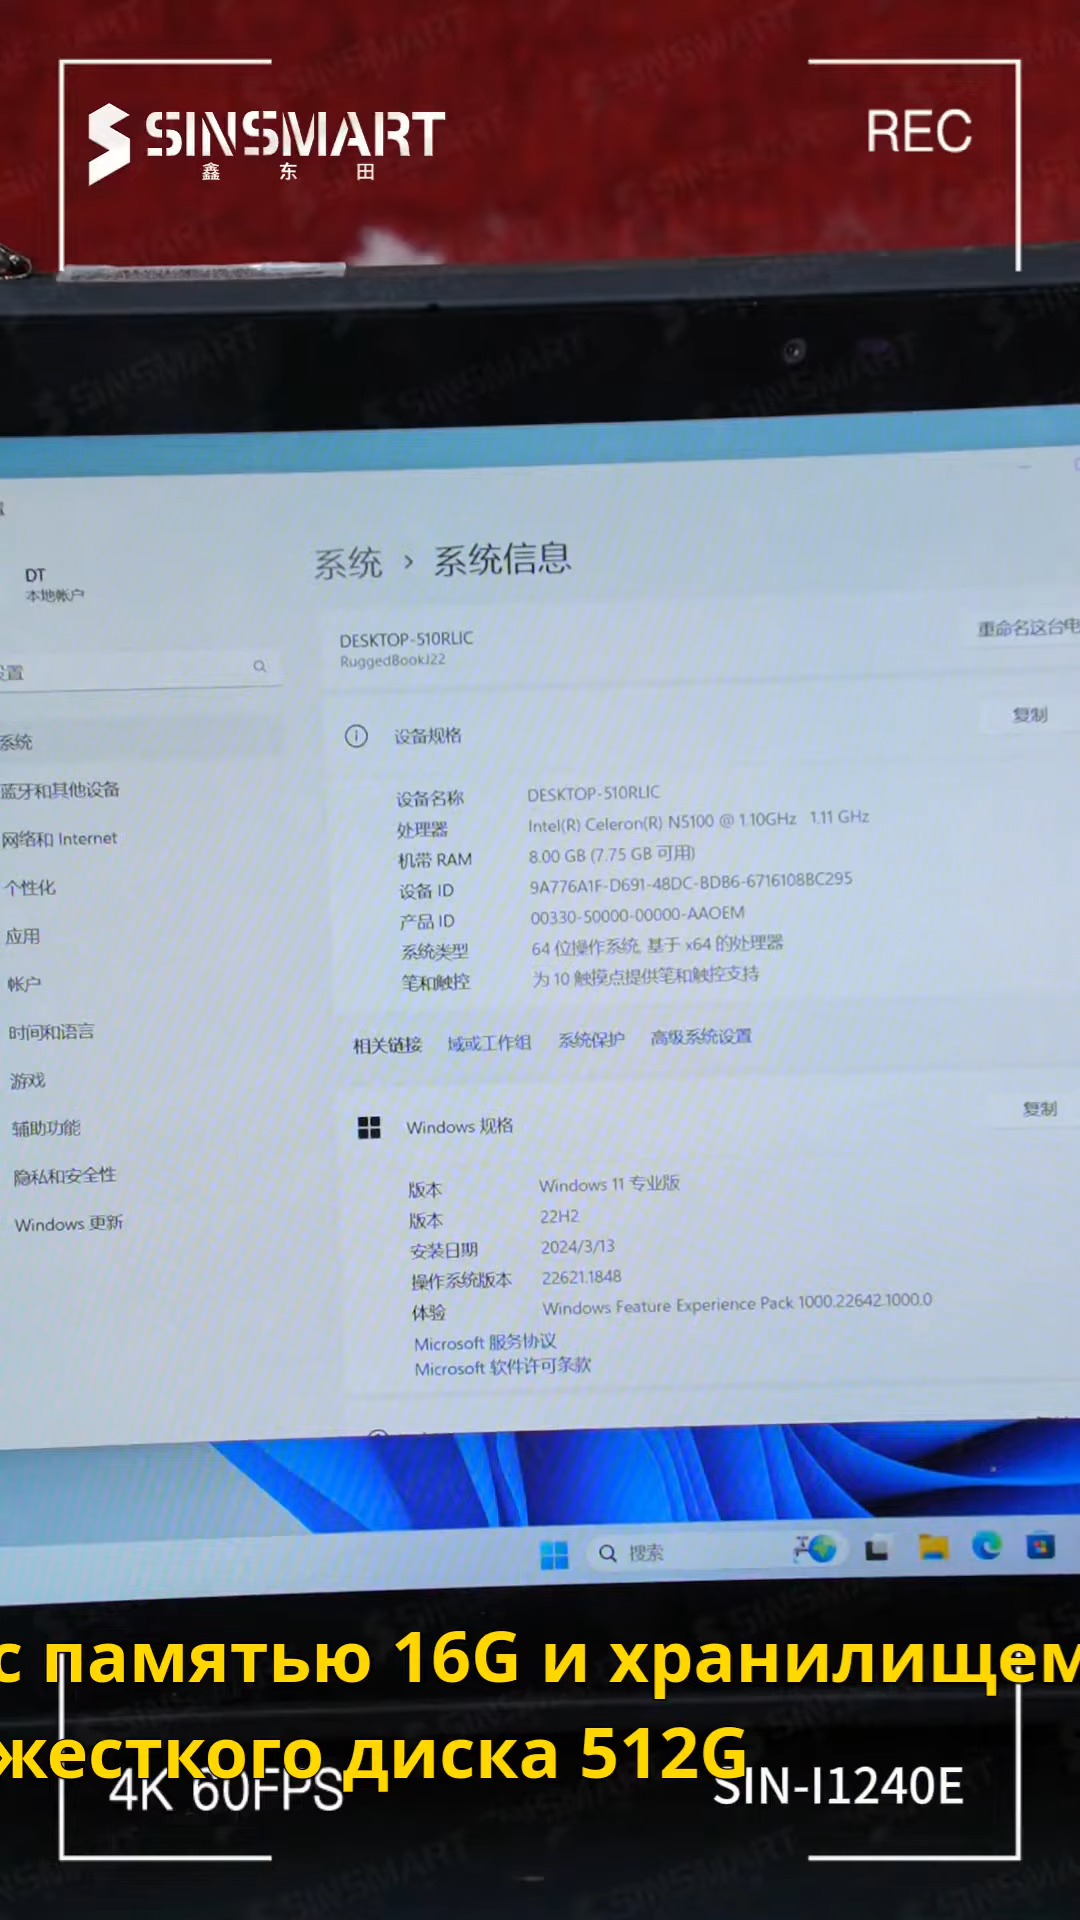 SINSMART
鑫 东 田
REC
DT
本地帐户
系统 › 系统信息
DESKTOP-510RLIC
RuggedBookJ22
重命名这台电
设备规格
复制
设备名称 DESKTOP-510RLIC
处理器 Intel(R) Celeron(R) N5100 @ 1.10GHz 1.11 GHz
机带 RAM 8.00 GB (7.75 GB 可用)
设备 ID 9A776A1F-D691-48DC-BDB6-6716108BC295
产品 ID 00330-50000-00000-AAOEM
系统类型 64 位操作系统, 基于 x64 的处理器
笔和触控 为 10 触摸点提供笔和触控支持
相关链接 域或工作组 系统保护 高级系统设置
Windows 规格
复制
版本 Windows 11 专业版
版本 22H2
安装日期 2024/3/13
操作系统版本 22621.1848
体验 Windows Feature Experience Pack 1000.22642.1000.0
Microsoft 服务协议
Microsoft 软件许可条款
设置
系统
蓝牙和其他设备
网络和 Internet
个性化
应用
帐户
时间和语言
游戏
辅助功能
隐私和安全性
Windows 更新
搜索
с памятью 16G и хранилищем
жесткого диска 512G
4K 60FPS
SIN-I1240E